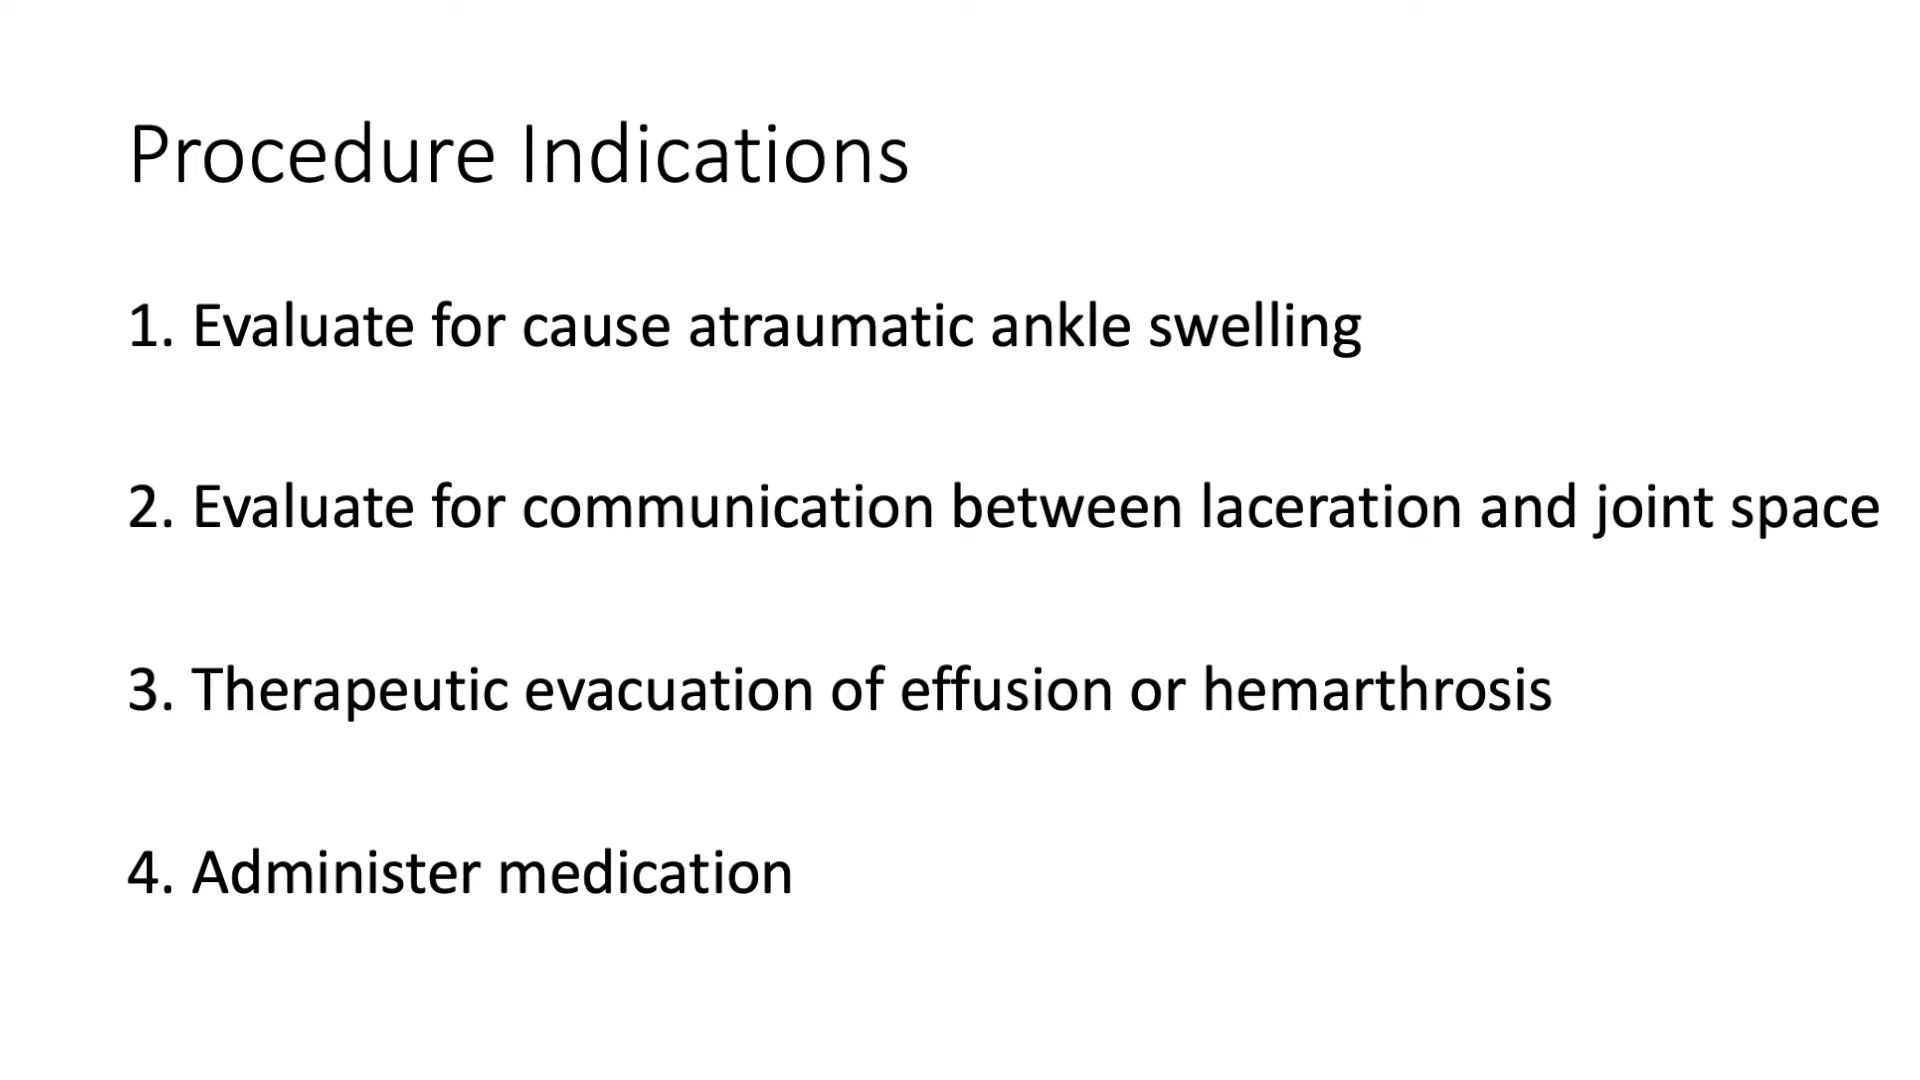 Procedure Indications
1. Evaluate for cause atraumatic ankle swelling
2. Evaluate for communication between laceration and joint space
3. Therapeutic evacuation of effusion or hemarthrosis
4. Administer medication